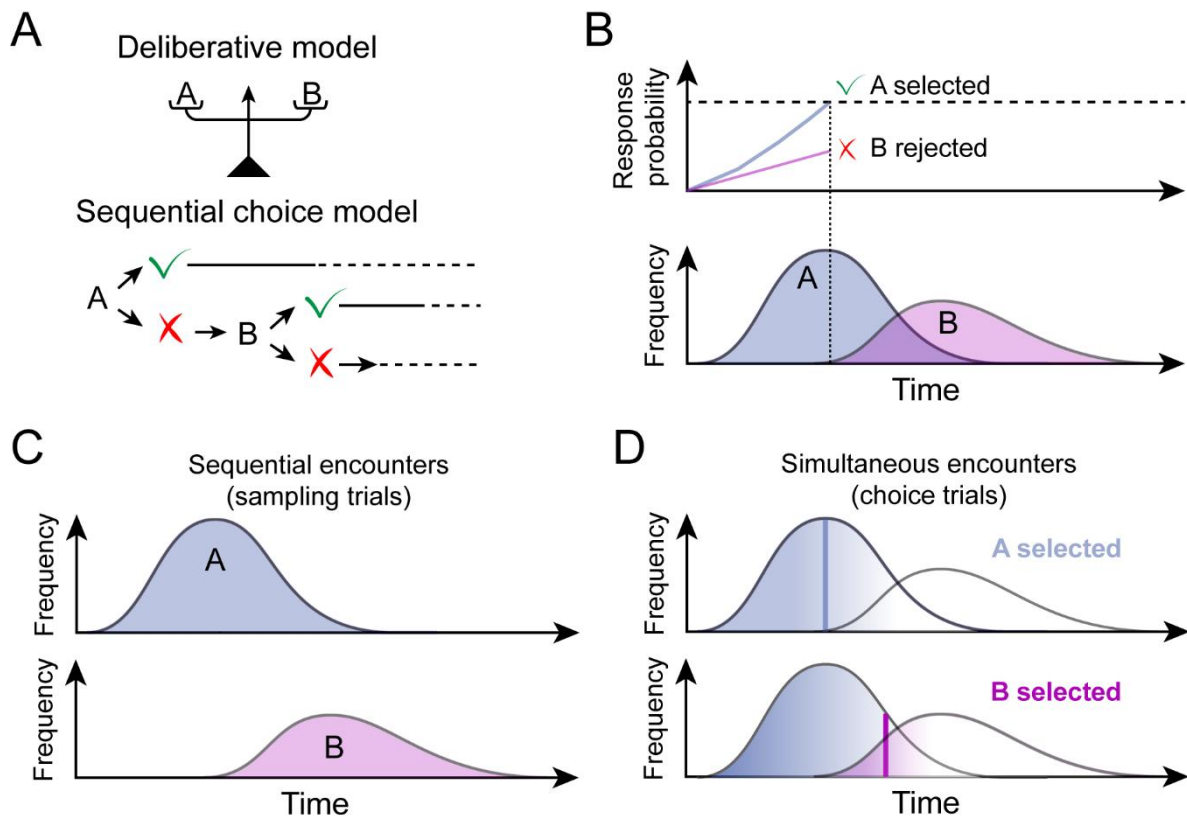 A
Deliberative model
A B
Sequential choice model
A
B
B
Response
probability
A selected
B rejected
Frequency
A
B
Time
C
Sequential encounters
(sampling trials)
Frequency
A
Frequency
B
Time
D
Simultaneous encounters
(choice trials)
Frequency
A selected
Frequency
B selected
Time